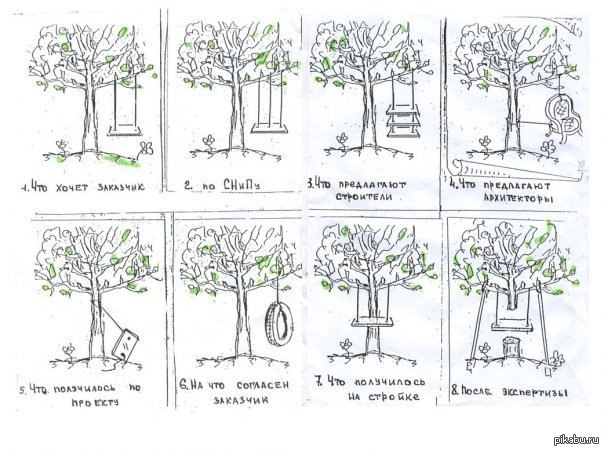 1. Что хочет заказчик
2. по СНиПу
3. Что предлагают
строители
4. Что предлагают
архитекторы
5. Что получилось по
проекту
6. На что согласен
заказчик
7. Что получилось
на стройке
8. После экспертизы
pikabu.ru